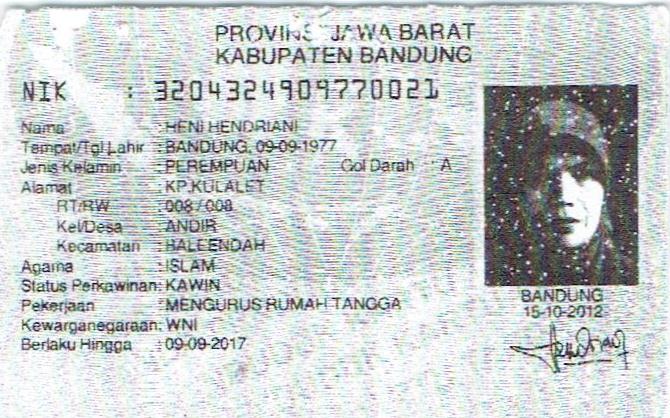 PROVINSI JAWA BARAT
KABUPATEN BANDUNG
NIK : 3204324909770021
Nama : HENI HENDRIANI
Tempat/Tgl Lahir : BANDUNG, 09-09-1977
Jenis Kelamin : PEREMPUAN Gol Darah : A
Alamat : KP.KULALET
RT/RW : 008 / 008
Kel/Desa : ANDIR
Kecamatan : BALEENDAH
Agama : ISLAM
Status Perkawinan: KAWIN
Pekerjaan : MENGURUS RUMAH TANGGA
Kewarganegaraan: WNI
Berlaku Hingga : 09-09-2017
BANDUNG
15-10-2012